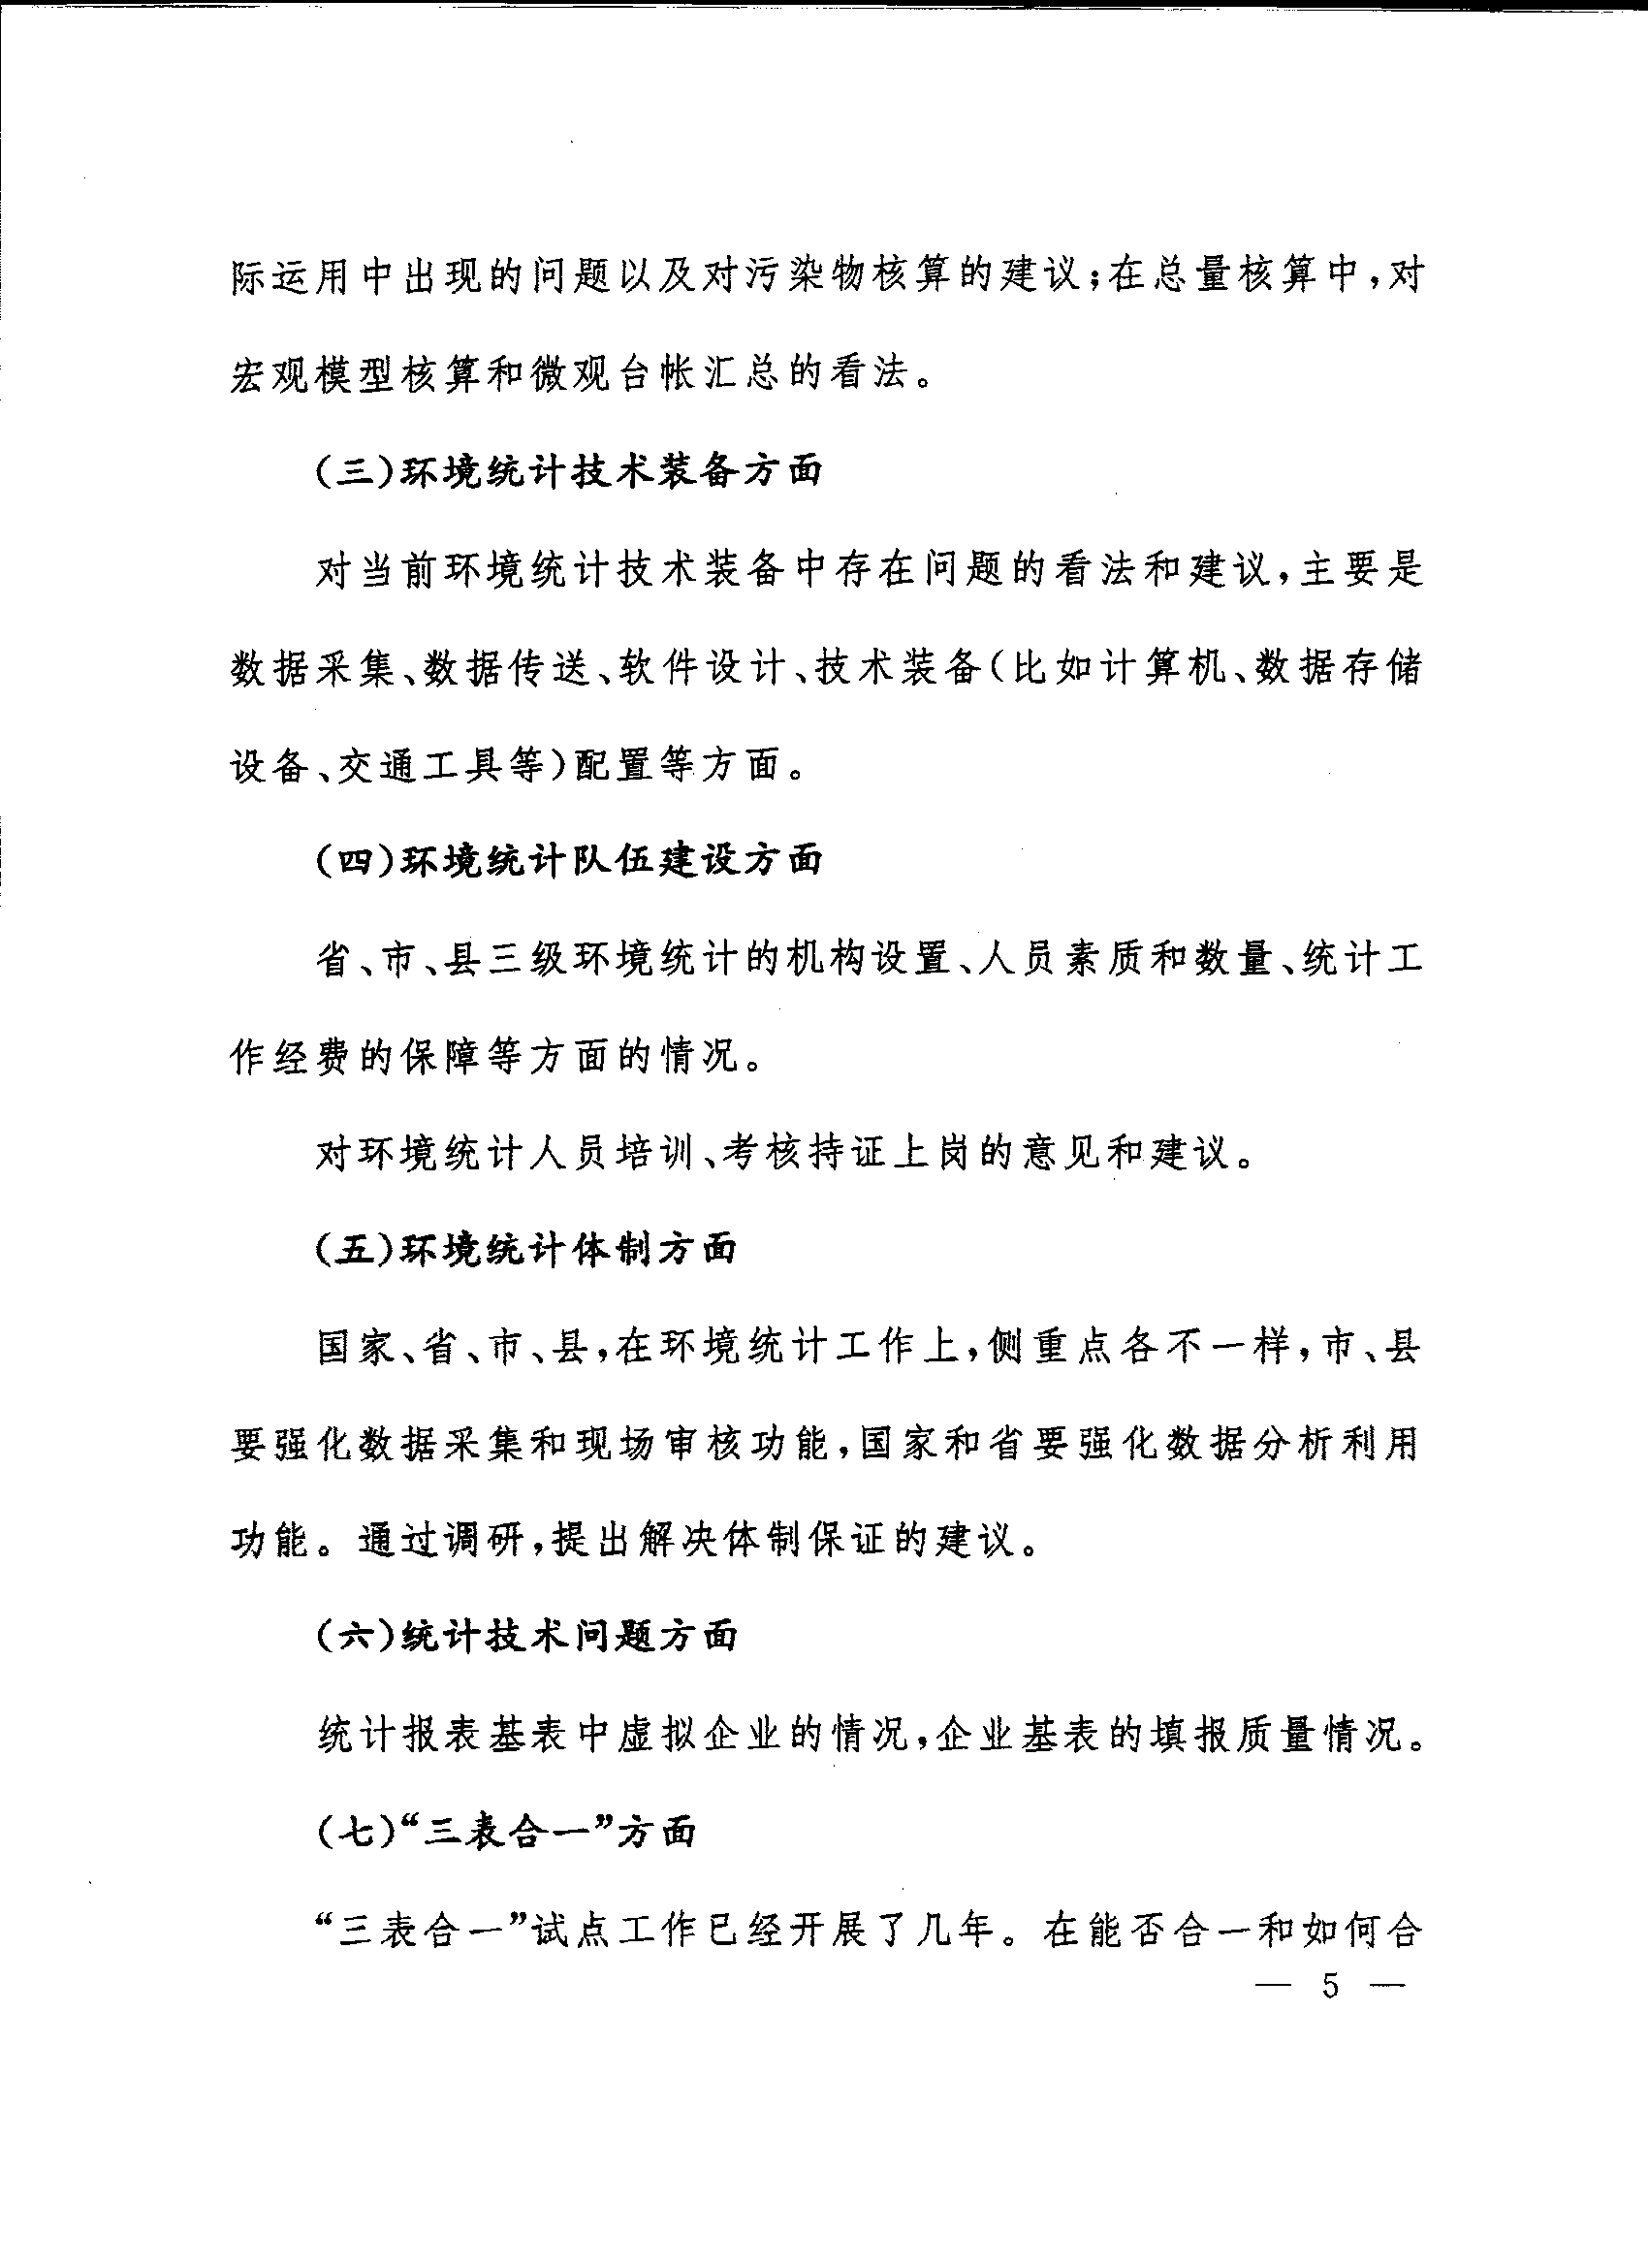 际运用中出现的问题以及对污染物核算的建议;在总量核算中,对
宏观模型核算和微观台帐汇总的看法。
(三)环境统计技术装备方面
对当前环境统计技术装备中存在问题的看法和建议,主要是
数据采集、数据传送、软件设计、技术装备(比如计算机、数据存储
设备、交通工具等)配置等方面。
(四)环境统计队伍建设方面
省、市、县三级环境统计的机构设置、人员素质和数量、统计工
作经费的保障等方面的情况。
对环境统计人员培训、考核持证上岗的意见和建议。
(五)环境统计体制方面
国家、省、市、县,在环境统计工作上,侧重点各不一样,市、县
要强化数据采集和现场审核功能,国家和省要强化数据分析利用
功能。通过调研,提出解决体制保证的建议。
(六)统计技术问题方面
统计报表基表中虚拟企业的情况,企业基表的填报质量情况。
(七)“三表合一”方面
“三表合一”试点工作已经开展了几年。在能否合一和如何合
— 5 —